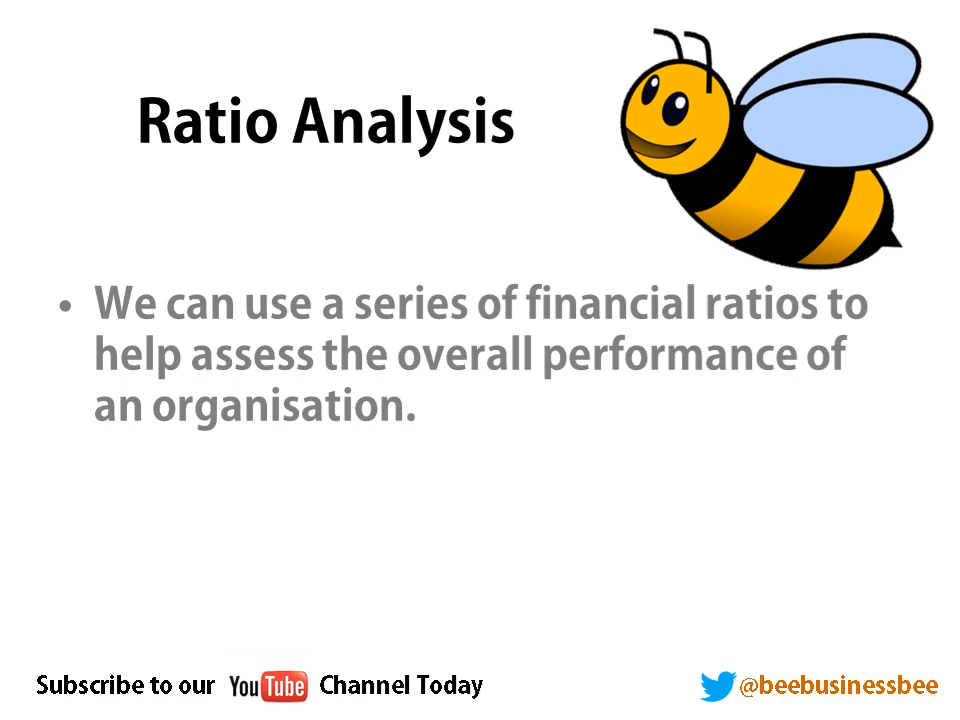 Ratio Analysis
• We can use a series of financial ratios to
help assess the overall performance of
an organisation.
Subscribe to our YouTube Channel Today
@beebusinessbee